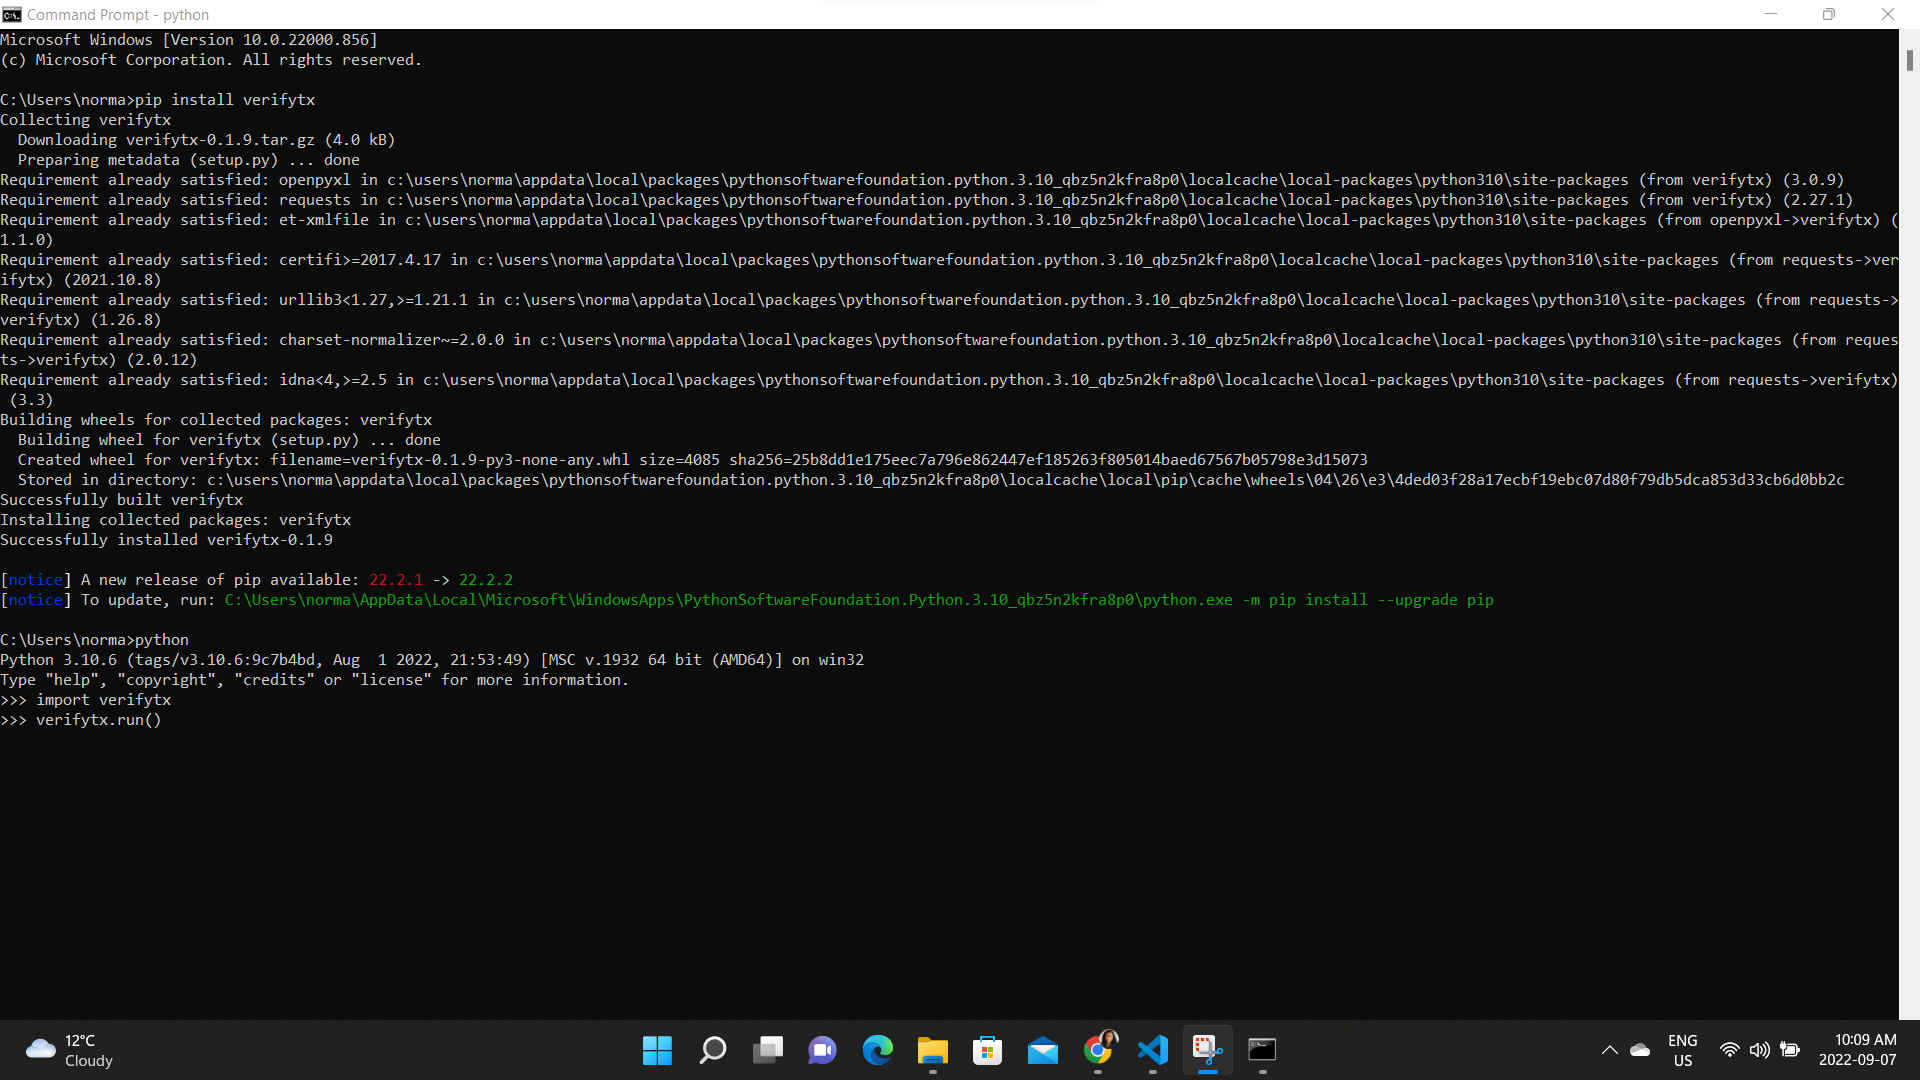 Command Prompt - python
Microsoft Windows [Version 10.0.22000.856]
(c) Microsoft Corporation. All rights reserved.
C:\Users\norma>pip install verifytx
Collecting verifytx
  Downloading verifytx-0.1.9.tar.gz (4.0 kB)
  Preparing metadata (setup.py) ... done
Requirement already satisfied: openpyxl in c:\users\norma\appdata\local\packages\pythonsoftwarefoundation.python.3.10_qbz5n2kfra8p0\localcache\local-packages\python310\site-packages (from verifytx) (3.0.9)
Requirement already satisfied: requests in c:\users\norma\appdata\local\packages\pythonsoftwarefoundation.python.3.10_qbz5n2kfra8p0\localcache\local-packages\python310\site-packages (from verifytx) (2.27.1)
Requirement already satisfied: et-xmlfile in c:\users\norma\appdata\local\packages\pythonsoftwarefoundation.python.3.10_qbz5n2kfra8p0\localcache\local-packages\python310\site-packages (from openpyxl->verifytx) (
1.1.0)
Requirement already satisfied: certifi>=2017.4.17 in c:\users\norma\appdata\local\packages\pythonsoftwarefoundation.python.3.10_qbz5n2kfra8p0\localcache\local-packages\python310\site-packages (from requests->ver
ifytx) (2021.10.8)
Requirement already satisfied: urllib3<1.27,>=1.21.1 in c:\users\norma\appdata\local\packages\pythonsoftwarefoundation.python.3.10_qbz5n2kfra8p0\localcache\local-packages\python310\site-packages (from requests->
verifytx) (1.26.8)
Requirement already satisfied: charset-normalizer~=2.0.0 in c:\users\norma\appdata\local\packages\pythonsoftwarefoundation.python.3.10_qbz5n2kfra8p0\localcache\local-packages\python310\site-packages (from reques
ts->verifytx) (2.0.12)
Requirement already satisfied: idna<4,>=2.5 in c:\users\norma\appdata\local\packages\pythonsoftwarefoundation.python.3.10_qbz5n2kfra8p0\localcache\local-packages\python310\site-packages (from requests->verifytx)
 (3.3)
Building wheels for collected packages: verifytx
  Building wheel for verifytx (setup.py) ... done
  Created wheel for verifytx: filename=verifytx-0.1.9-py3-none-any.whl size=4085 sha256=25b8dd1e175eec7a796e862447ef185263f805014baed67567b05798e3d15073
  Stored in directory: c:\users\norma\appdata\local\packages\pythonsoftwarefoundation.python.3.10_qbz5n2kfra8p0\localcache\local\pip\cache\wheels\04\26\e3\4ded03f28a17ecbf19ebc07d80f79db5dca853d33cb6d0bb2c
Successfully built verifytx
Installing collected packages: verifytx
Successfully installed verifytx-0.1.9
[notice] A new release of pip available: 22.2.1 -> 22.2.2
[notice] To update, run: C:\Users\norma\AppData\Local\Microsoft\WindowsApps\PythonSoftwareFoundation.Python.3.10_qbz5n2kfra8p0\python.exe -m pip install --upgrade pip
C:\Users\norma>python
Python 3.10.6 (tags/v3.10.6:9c7b4bd, Aug  1 2022, 21:53:49) [MSC v.1932 64 bit (AMD64)] on win32
Type "help", "copyright", "credits" or "license" for more information.
>>> import verifytx
>>> verifytx.run()
12°C
Cloudy
ENG
US
10:09 AM
2022-09-07